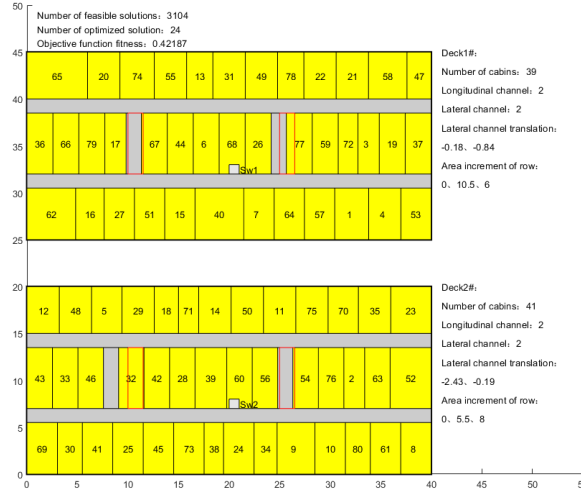 50
Number of feasible solutions: 3104
Number of optimized solution: 24
Objective function fitness: 0.42187
45
65 20 74 55 13 31 49 78 22 21 58 47
Deck1#:
Number of cabins: 39
40
Longitudinal channel: 2
Lateral channel: 2
Lateral channel translation:
36 66 79 17 67 44 6 68 26 77 59 72 3 19 37
35
-0.18、-0.84
Area increment of row:
Sw1
0、10.5、6
30
62 16 27 51 15 40 7 64 57 1 4 53
25
20
12 48 5 29 18 71 14 50 11 75 70 35 23
Deck2#:
Number of cabins: 41
15
Longitudinal channel: 2
Lateral channel: 2
Lateral channel translation:
43 33 46 32 42 28 39 60 56 54 76 2 63 52
10
-2.43、-0.19
Area increment of row:
Sw2
0、5.5、8
5
69 30 41 25 45 73 38 24 34 9 10 80 61 8
0
0 5 10 15 20 25 30 35 40 45 50